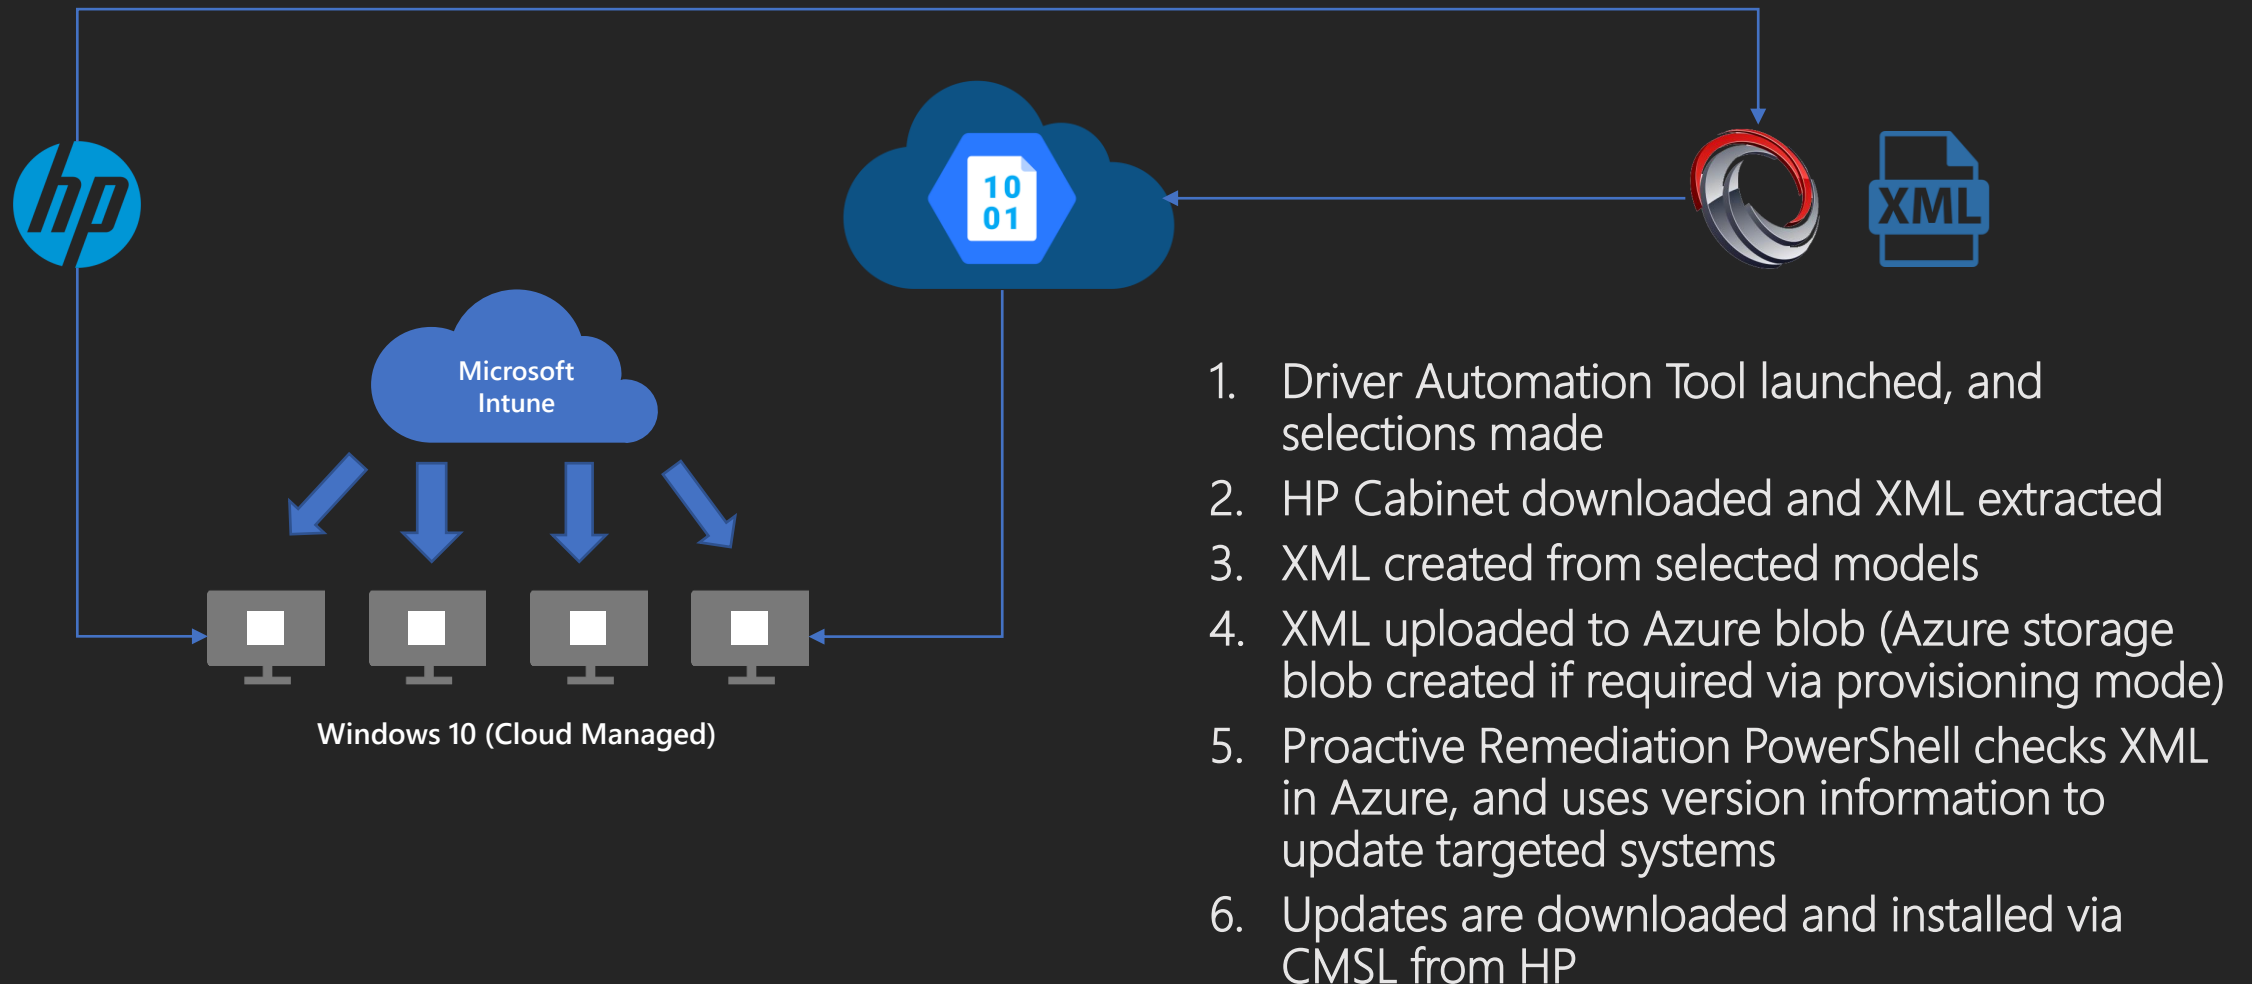 hp
10
01
XML
Microsoft
Intune
Windows 10 (Cloud Managed)
1. Driver Automation Tool launched, and
selections made
2. HP Cabinet downloaded and XML extracted
3. XML created from selected models
4. XML uploaded to Azure blob (Azure storage
blob created if required via provisioning mode)
5. Proactive Remediation PowerShell checks XML
in Azure, and uses version information to
update targeted systems
6. Updates are downloaded and installed via
CMSL from HP